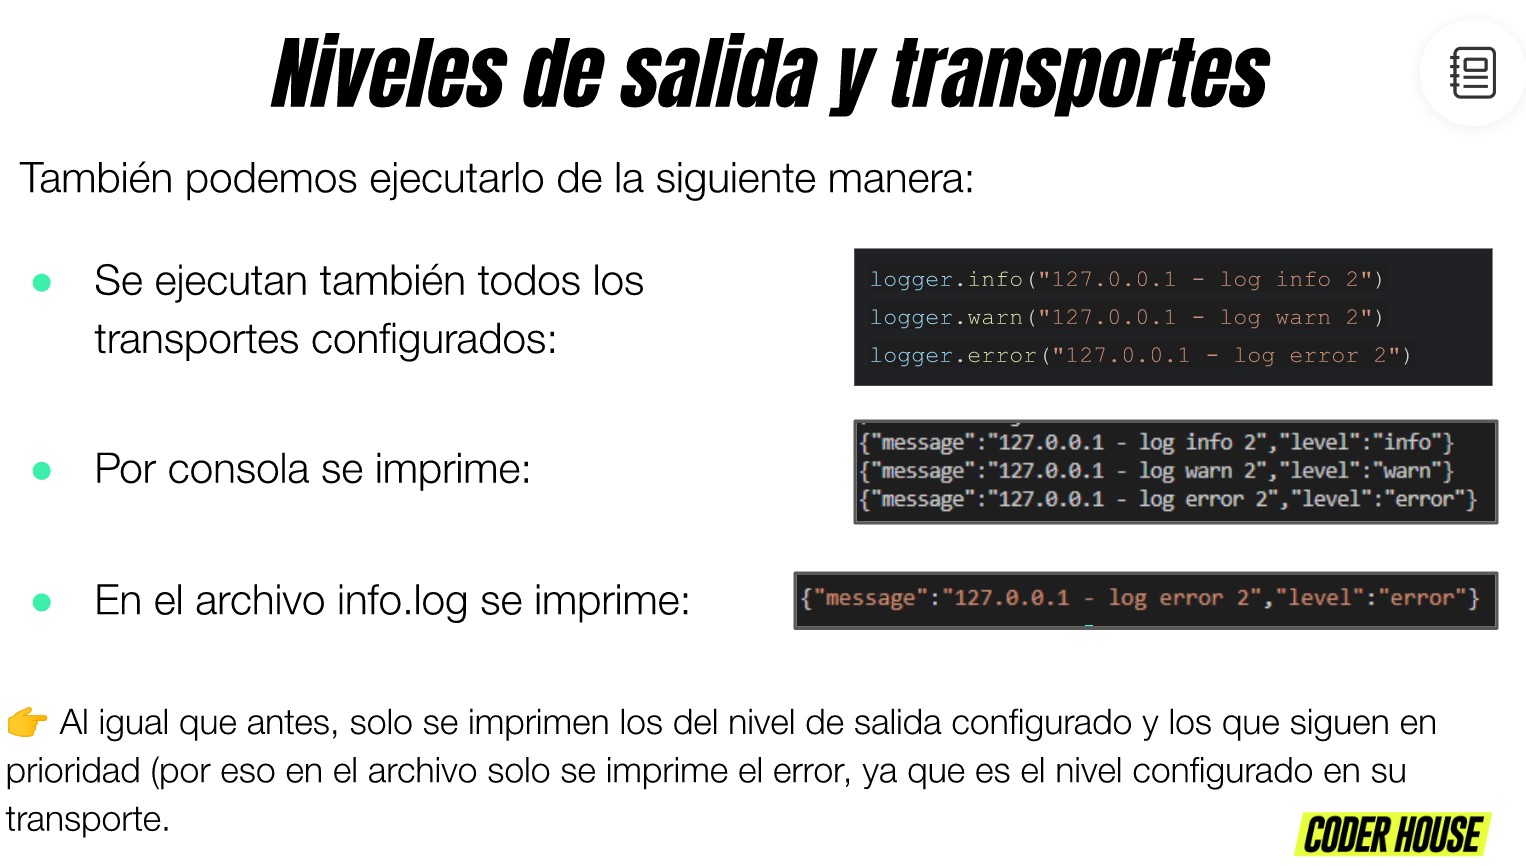 Niveles de salida y transportes
También podemos ejecutarlo de la siguiente manera:
Se ejecutan también todos los
transportes configurados:
logger.info("127.0.0.1 - log info 2")
logger.warn("127.0.0.1 - log warn 2")
logger.error("127.0.0.1 - log error 2")
Por consola se imprime:
{"message":"127.0.0.1 - log info 2","level":"info"}
{"message":"127.0.0.1 - log warn 2","level":"warn"}
{"message":"127.0.0.1 - log error 2","level":"error"}
En el archivo info.log se imprime:
{"message":"127.0.0.1 - log error 2","level":"error"}
👉 Al igual que antes, solo se imprimen los del nivel de salida configurado y los que siguen en
prioridad (por eso en el archivo solo se imprime el error, ya que es el nivel configurado en su
transporte.
CODER HOUSE